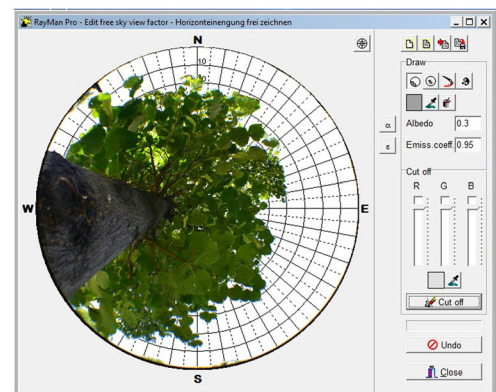 RayMan Pro - Edit free sky view factor - Horizonteinengung frei zeichnen
N
10
W
E
S
Draw
α
ε
Albedo 0.3
Emiss.coeff. 0.95
Cut off
R G B
Cut off
Undo
Close